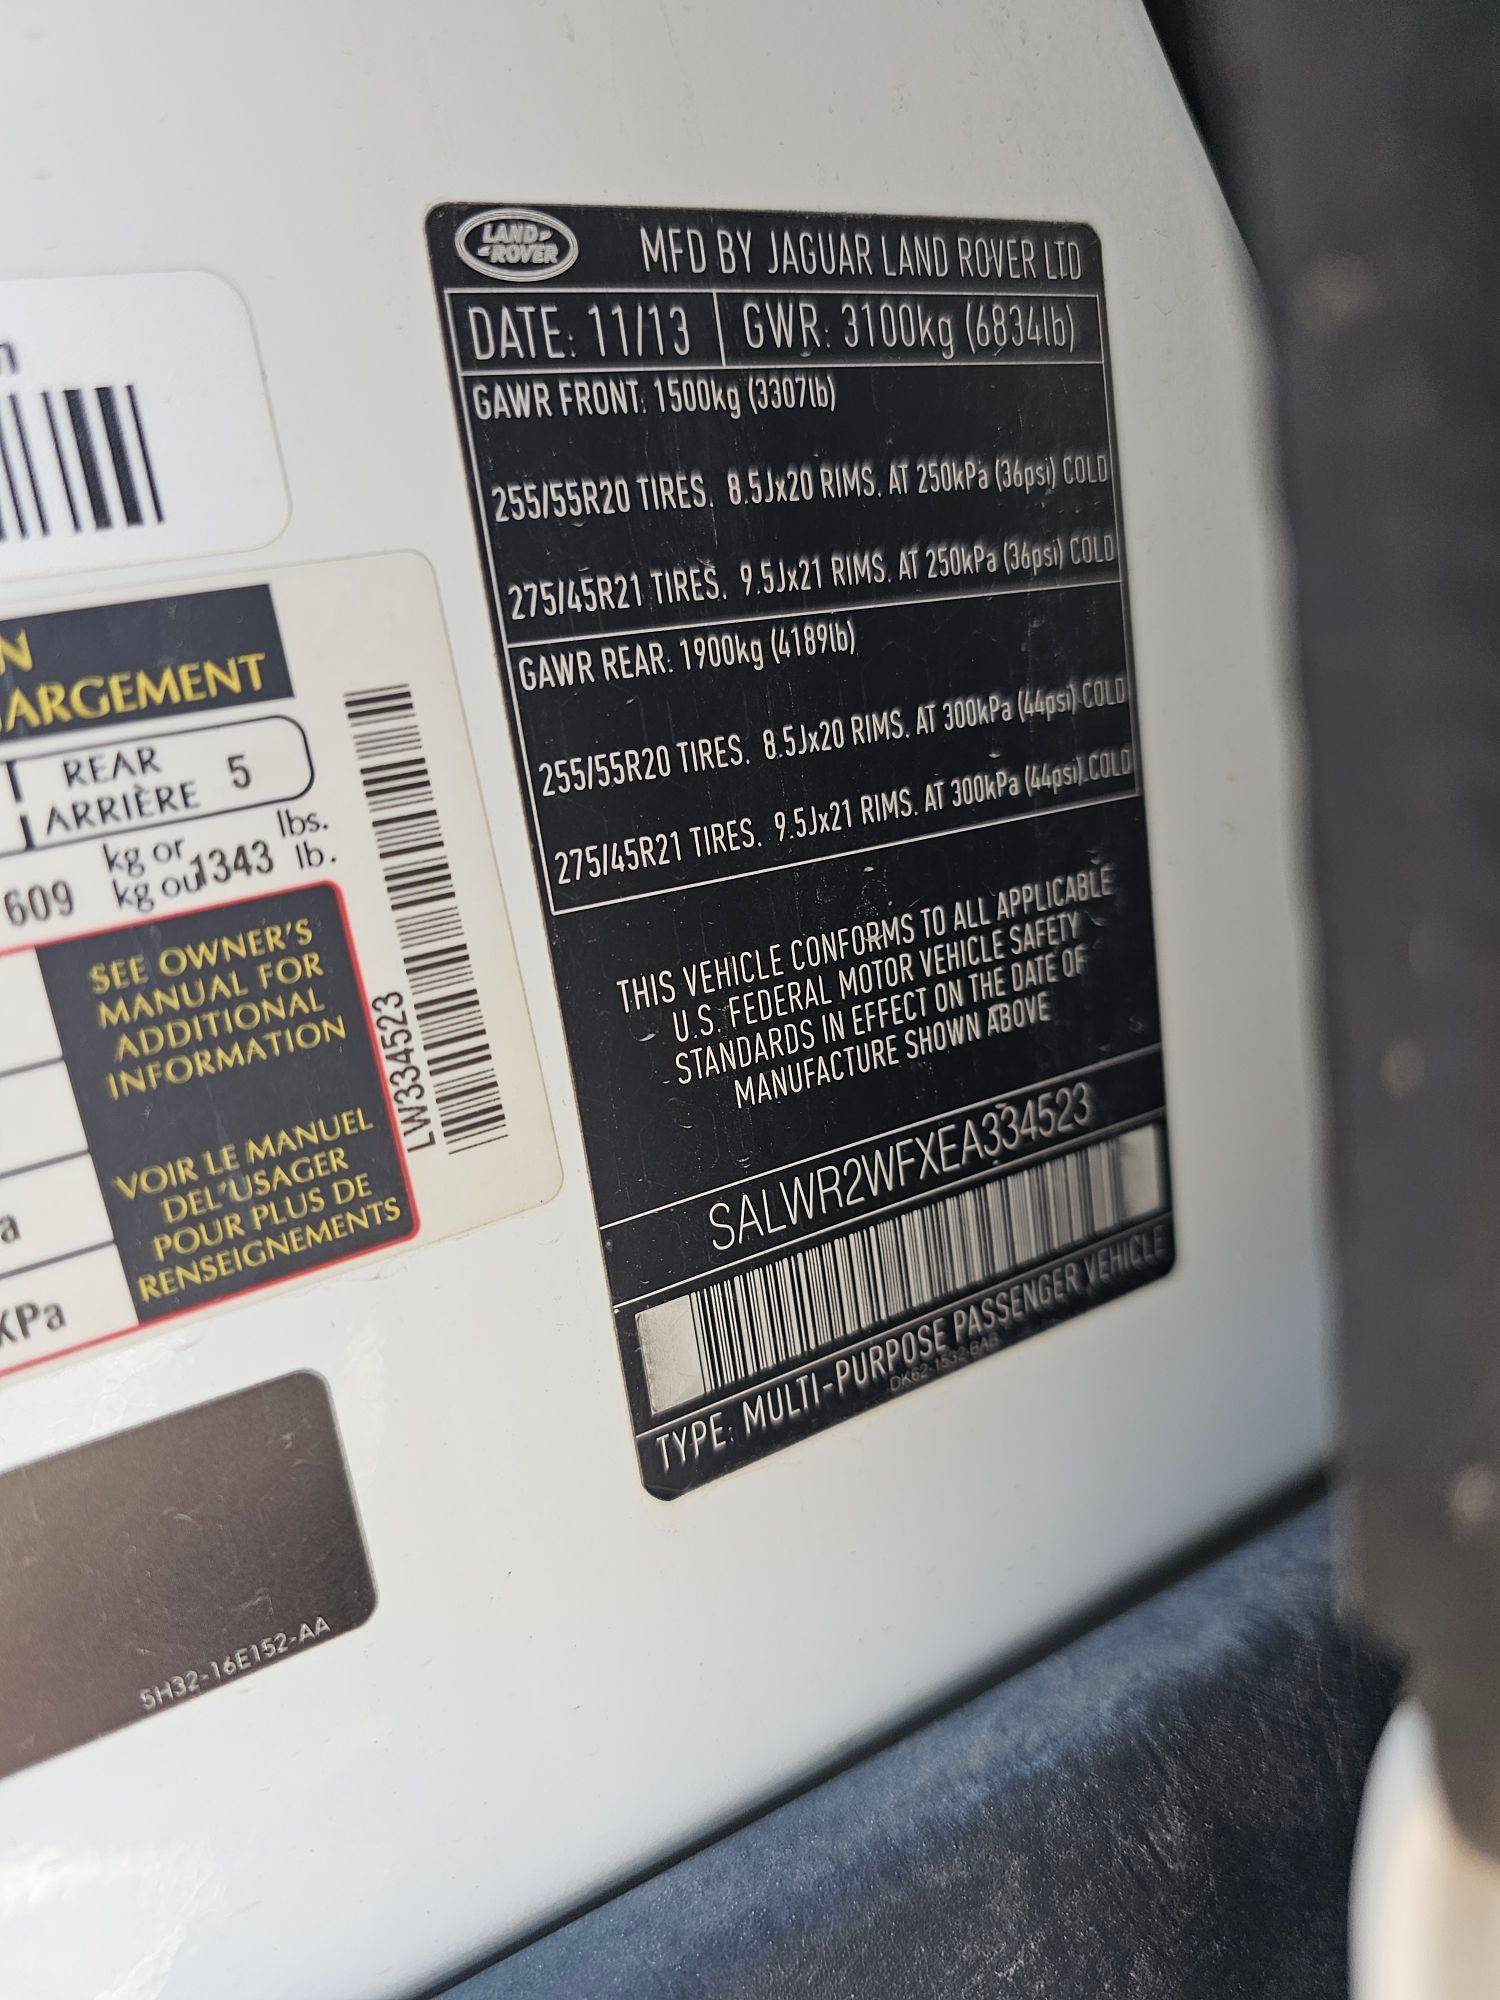 LAND-
-ROVER
MFD BY JAGUAR LAND ROVER LTD
DATE: 11/13
GWR: 3100kg (6834lb)
GAWR FRONT: 1500kg (3307lb)
255/55R20 TIRES. 8.5Jx20 RIMS. AT 250kPa (36psi) COLD
275/45R21 TIRES. 9.5Jx21 RIMS. AT 250kPa (36psi) COLD
GAWR REAR: 1900kg (4189lb)
255/55R20 TIRES. 8.5Jx20 RIMS. AT 300kPa (44psi) COLD
275/45R21 TIRES. 9.5Jx21 RIMS. AT 300kPa (44psi) COLD
THIS VEHICLE CONFORMS TO ALL APPLICABLE
U.S. FEDERAL MOTOR VEHICLE SAFETY
STANDARDS IN EFFECT ON THE DATE OF
MANUFACTURE SHOWN ABOVE
SALWR2WFXEA334523
TYPE: MULTI-PURPOSE PASSENGER VEHICLE
DK62-1532-BAB
N
ARGEMENT
REAR
ARRIÈRE 5
609 kg or 1343 lbs.
kg ou lb.
SEE OWNER'S
MANUAL FOR
ADDITIONAL
INFORMATION
VOIR LE MANUEL
DEL'USAGER
POUR PLUS DE
RENSEIGNEMENTS
a
KPa
LW334523
5H32-16E152-AA